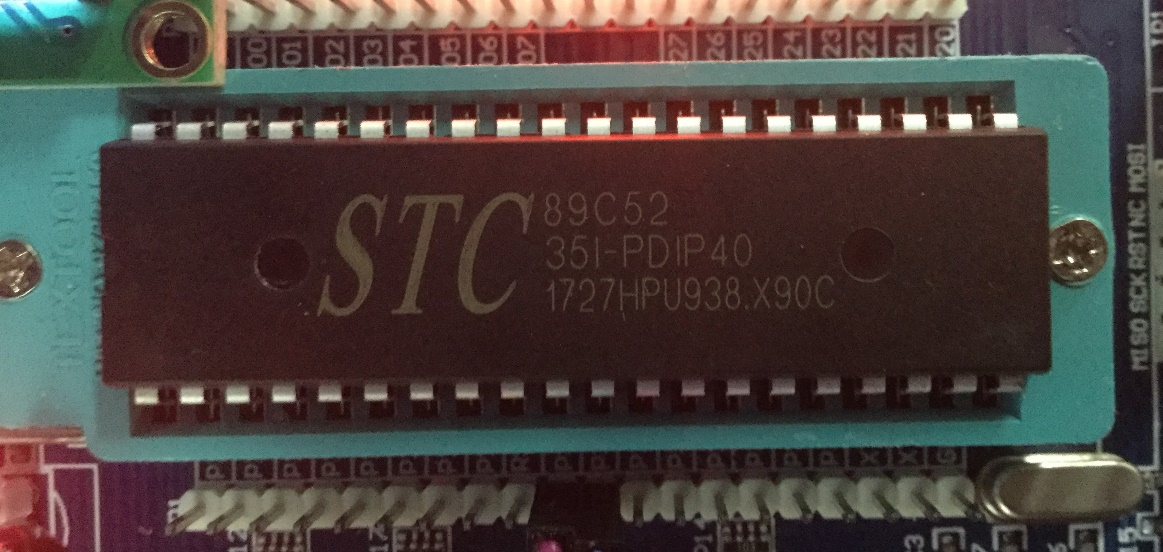 00 01 02 03 04 05 06 07 27 26 25 24 23 22 21 20
STC
89C52
35I-PDIP40
1727HPU938.X90C
MISO SCK RST NC MOSI
P P P P P P P P R P P P P P P P X X G